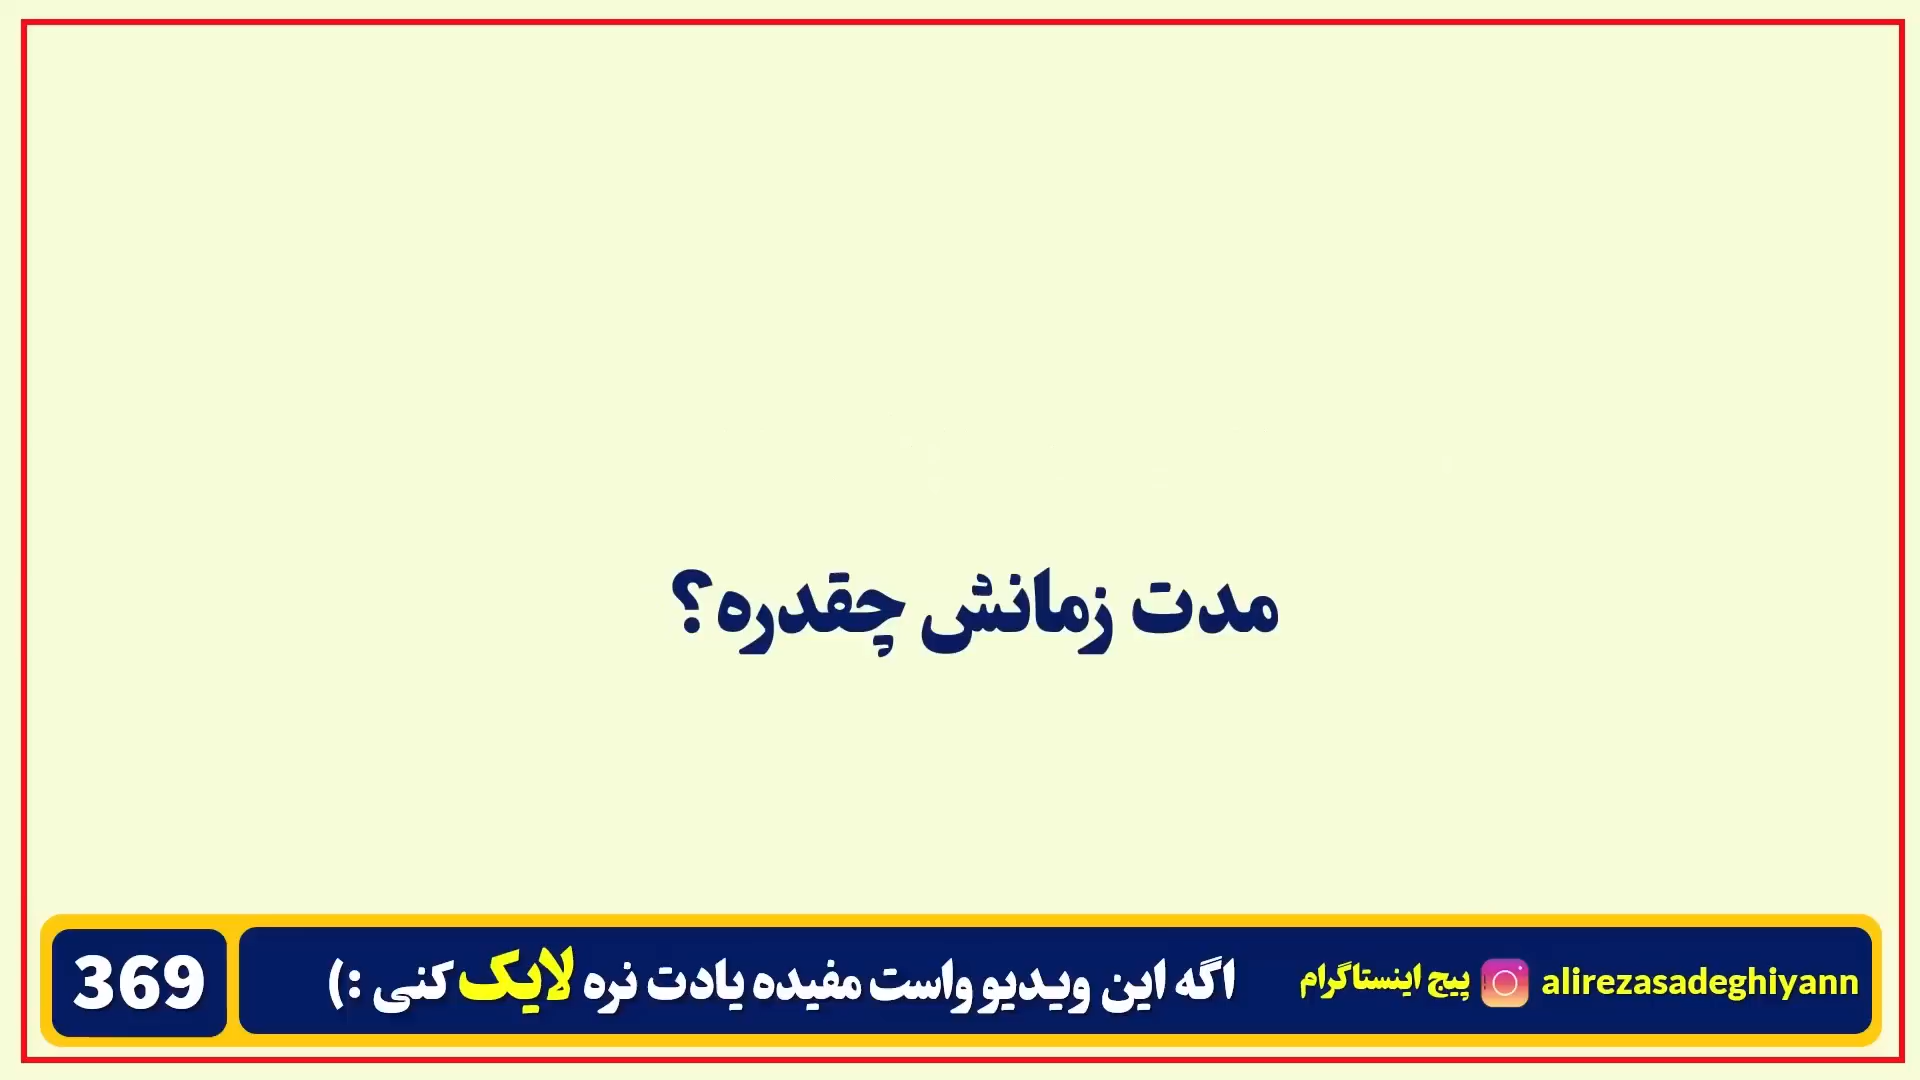 مدت زمانش چقدره؟
369
اگه این ویدیو واست مفیده یادت نره لایک کنی :)
پیج اینستاگرام alirezasadeghiyann